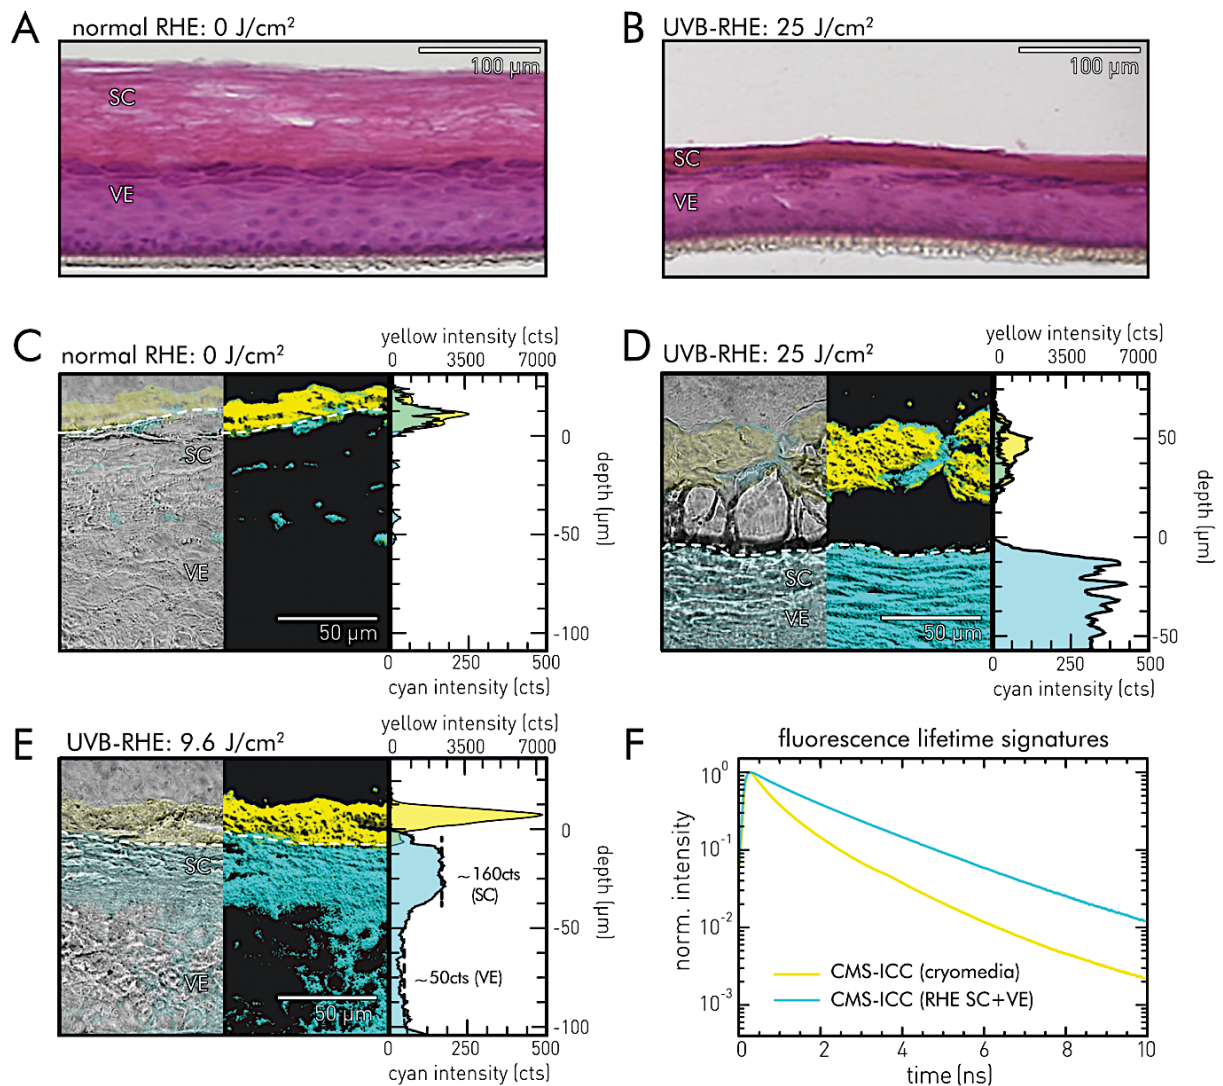 A
normal RHE: 0 J/cm²
100 µm
SC
VE
B
UVB-RHE: 25 J/cm²
100 µm
SC
VE
C
normal RHE: 0 J/cm²
yellow intensity (cts)
0 3500 7000
SC
VE
50 µm
0
-50
-100
depth (µm)
0 250 500
cyan intensity (cts)
D
UVB-RHE: 25 J/cm²
yellow intensity (cts)
0 3500 7000
SC
VE
50 µm
50
0
-50
depth (µm)
0 250 500
cyan intensity (cts)
E
UVB-RHE: 9.6 J/cm²
yellow intensity (cts)
0 3500 7000
SC
VE
50 µm
~160cts
(SC)
~50cts (VE)
0
-50
-100
depth (µm)
0 250 500
cyan intensity (cts)
F
fluorescence lifetime signatures
norm. intensity
10⁰
10⁻¹
10⁻²
10⁻³
CMS-ICC (cryomedia)
CMS-ICC (RHE SC+VE)
0 2 4 6 8 10
time (ns)